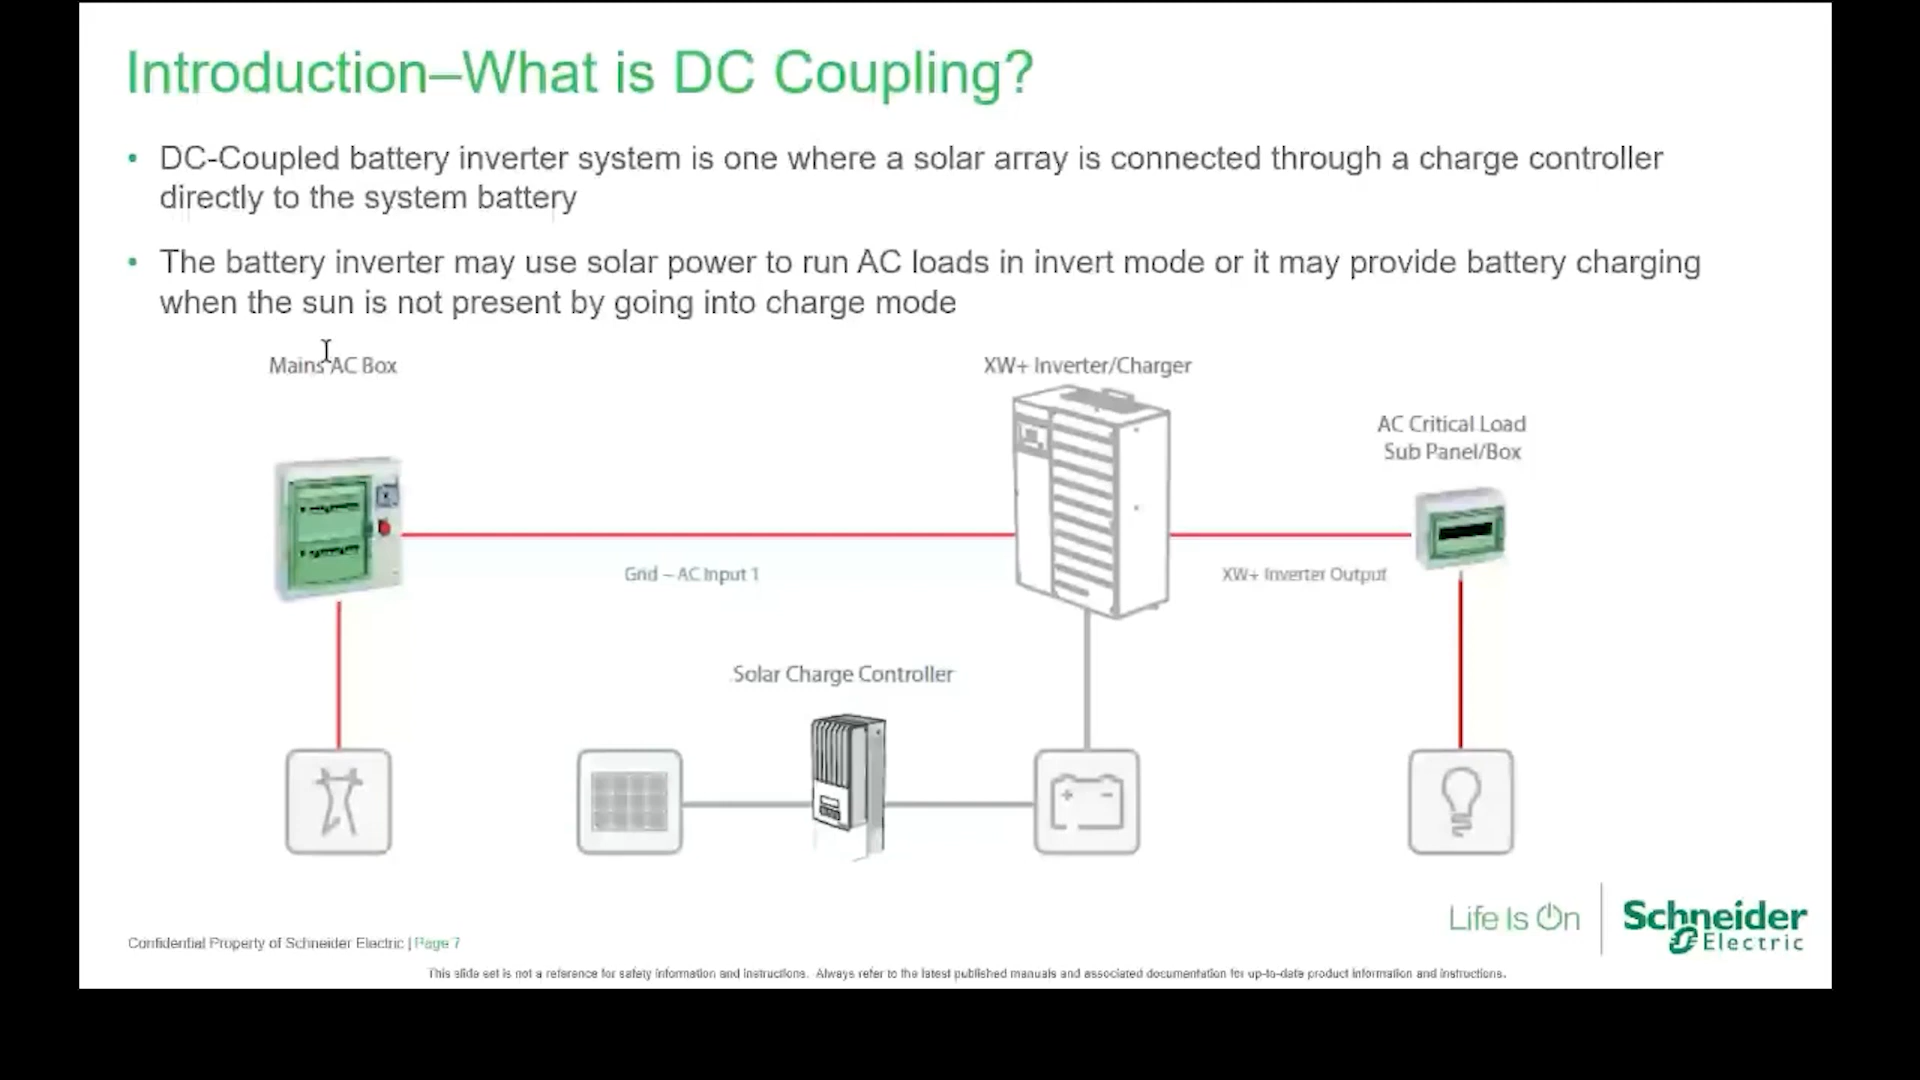 Introduction–What is DC Coupling?
• DC-Coupled battery inverter system is one where a solar array is connected through a charge controller
directly to the system battery
• The battery inverter may use solar power to run AC loads in invert mode or it may provide battery charging
when the sun is not present by going into charge mode
Mains AC Box
XW+ Inverter/Charger
AC Critical Load
Sub Panel/Box
Grid – AC Input 1
XW+ Inverter Output
Solar Charge Controller
+ -
Life Is On
Schneider
Electric
Confidential Property of Schneider Electric | Page 7
This slide set is not a reference for safety information and instructions. Always refer to the latest published manuals and associated documentation for up-to-date product information and instructions.